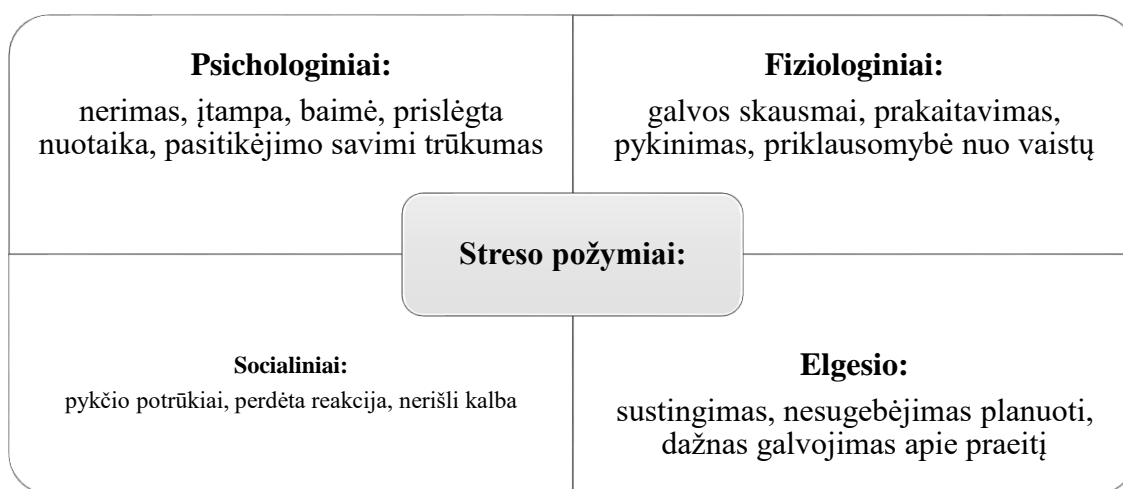 Psichologiniai:
nerimas, įtampa, baimė, prislėgta
nuotaika, pasitikėjimo savimi trūkumas
Fiziologiniai:
galvos skausmai, prakaitavimas,
pykinimas, priklausomybė nuo vaistų
Streso požymiai:
Socialiniai:
pykčio potrūkiai, perdėta reakcija, nerišli kalba
Elgesio:
sustingimas, nesugebėjimas planuoti,
dažnas galvojimas apie praeitį